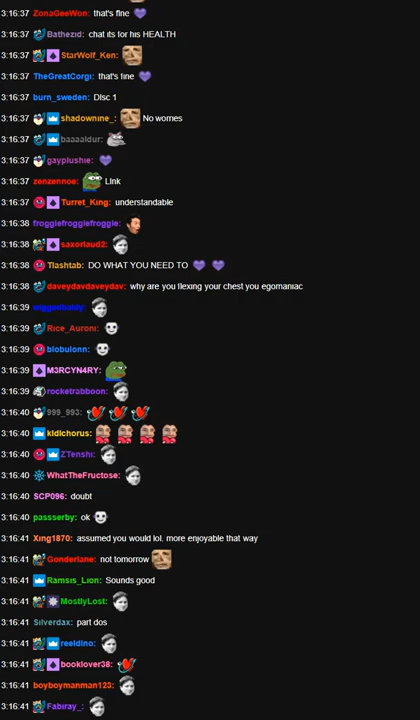 3:16:37 ZonaGeeWon: that's fine
3:16:37 Bathezid: chat its for his HEALTH
3:16:37 StarWolf_Ken:
3:16:37 TheGreatCorgi: that's fine
3:16:37 burn_sweden: Disc 1
3:16:37 shadownine_: No worries
3:16:37 baaaaldur:
3:16:37 gayplushie:
3:16:37 zenzennoe: Link
3:16:37 Turret_King: understandable
3:16:38 froggiefroggiefroggie:
3:16:38 saxorlaud2:
3:16:38 Tlashtab: DO WHAT YOU NEED TO
3:16:38 daveydavdaveydav: why are you flexing your chest you egomaniac
3:16:39
3:16:39 Rice_Auroni:
3:16:39 blobulonn:
3:16:39 M3RCYN4RY:
3:16:39 rocketrabboon:
3:16:40 999_993:
3:16:40 kidichorus:
3:16:40 ZTenshi:
3:16:40 WhatTheFructose:
3:16:40 SCP096: doubt
3:16:40 passserby: ok
3:16:41 Xing1870: assumed you would lol. more enjoyable that way
3:16:41 Gonderlane: not tomorrow
3:16:41 Ramsis_Lion: Sounds good
3:16:41 MostlyLost:
3:16:41 Silverdax: part dos
3:16:41 reeldino:
3:16:41 booklover38:
3:16:41 boyboymanman123:
3:16:41 Fabiray_: